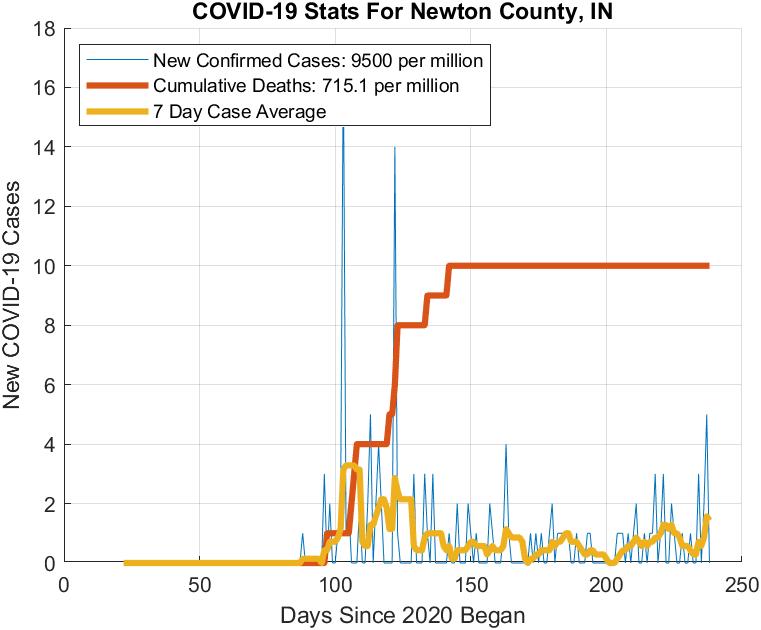 COVID-19 Stats For Newton County, IN
New Confirmed Cases: 9500 per million
Cumulative Deaths: 715.1 per million
7 Day Case Average
New COVID-19 Cases
18
16
14
12
10
8
6
4
2
0
0 50 100 150 200 250
Days Since 2020 Began